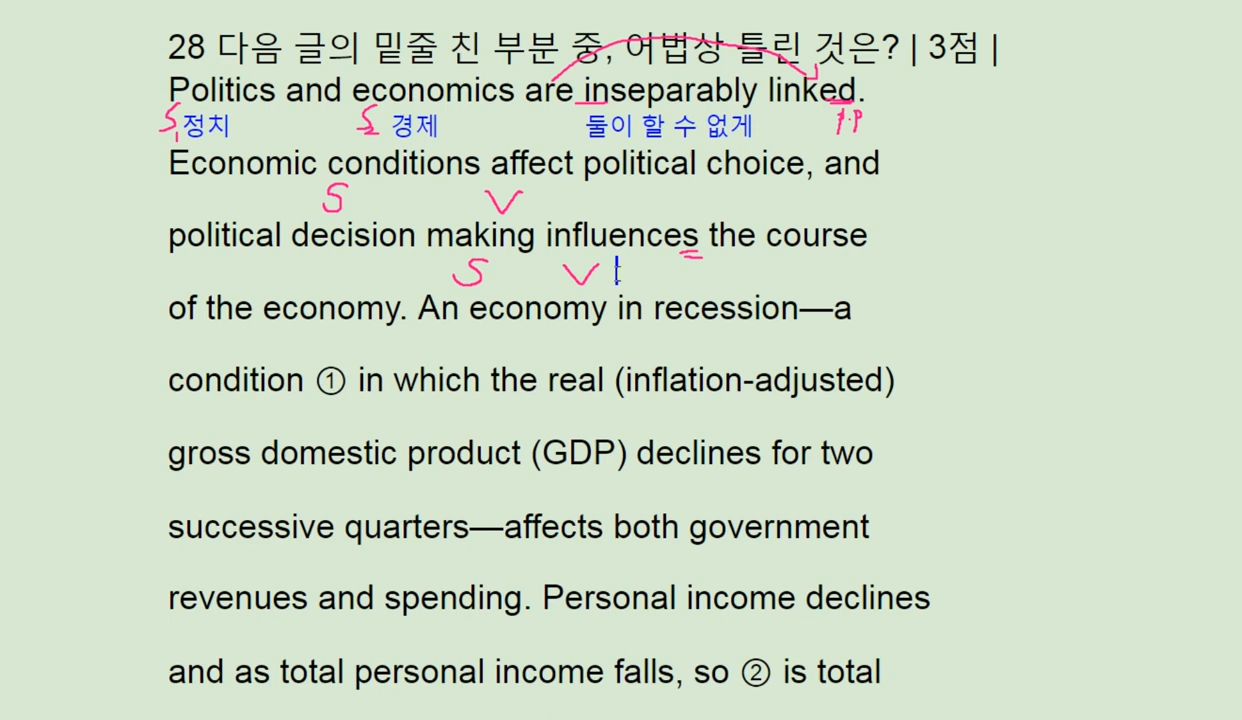 28 다음 글의 밑줄 친 부분 중, 어법상 틀린 것은? | 3점 |
Politics and economics are inseparably linked.
S1 정치 S2 경제 둘이 할 수 없게 p.p
Economic conditions affect political choice, and
S V
political decision making influences the course
S V
of the economy. An economy in recession—a
condition ① in which the real (inflation-adjusted)
gross domestic product (GDP) declines for two
successive quarters—affects both government
revenues and spending. Personal income declines
and as total personal income falls, so ② is total